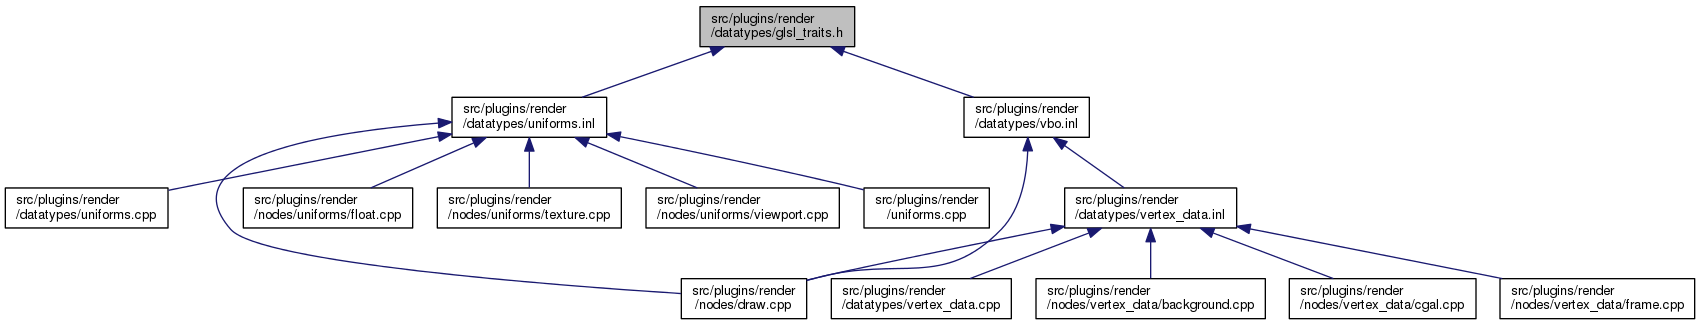 src/plugins/render
/datatypes/glsl_traits.h
src/plugins/render
/datatypes/uniforms.inl
src/plugins/render
/datatypes/vbo.inl
src/plugins/render
/datatypes/uniforms.cpp
src/plugins/render
/nodes/uniforms/float.cpp
src/plugins/render
/nodes/uniforms/texture.cpp
src/plugins/render
/nodes/uniforms/viewport.cpp
src/plugins/render
/uniforms.cpp
src/plugins/render
/datatypes/vertex_data.inl
src/plugins/render
/nodes/draw.cpp
src/plugins/render
/datatypes/vertex_data.cpp
src/plugins/render
/nodes/vertex_data/background.cpp
src/plugins/render
/nodes/vertex_data/cgal.cpp
src/plugins/render
/nodes/vertex_data/frame.cpp